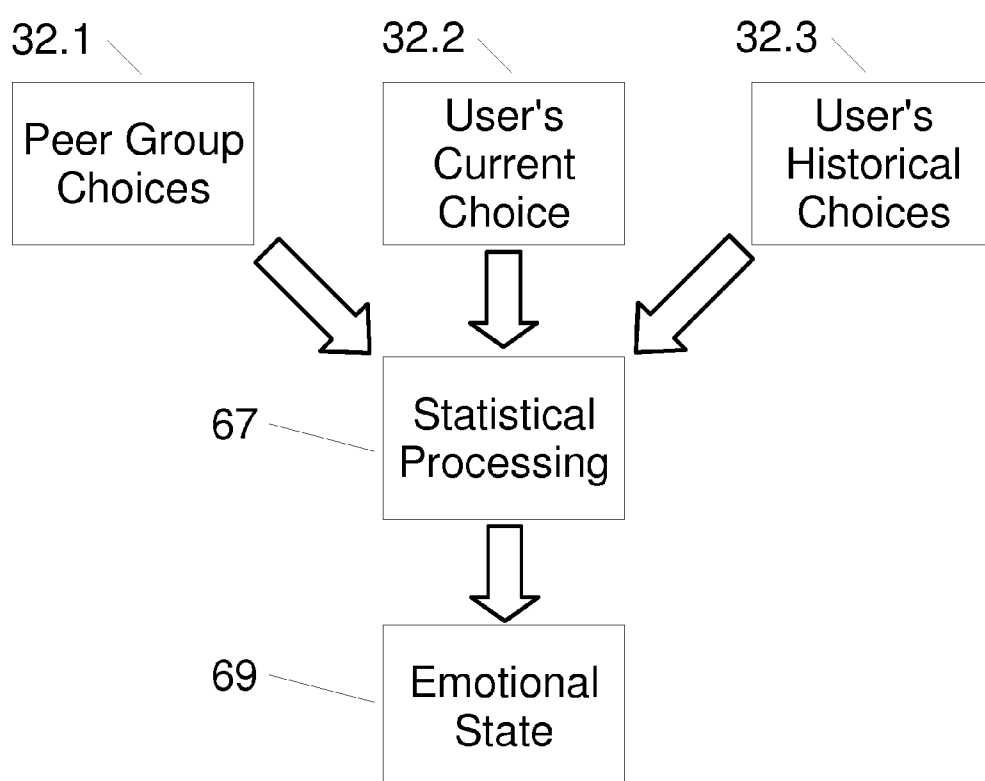 32.1
32.2
32.3
Peer Group
Choices
User's
Current
Choice
User's
Historical
Choices
67
Statistical
Processing
69
Emotional
State